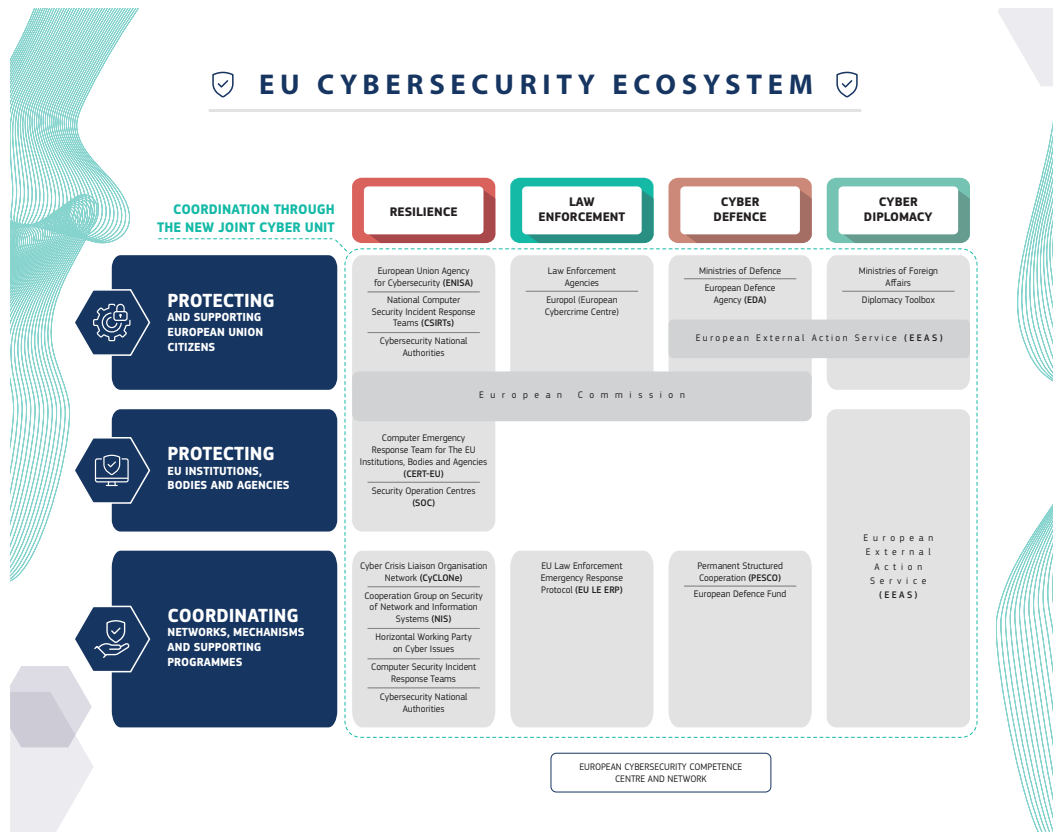 EU CYBERSECURITY ECOSYSTEM
COORDINATION THROUGH
THE NEW JOINT CYBER UNIT
RESILIENCE
LAW
ENFORCEMENT
CYBER
DEFENCE
CYBER
DIPLOMACY
PROTECTING
AND SUPPORTING
EUROPEAN UNION
CITIZENS
European Union Agency
for Cybersecurity (ENISA)
National Computer
Security Incident Response
Teams (CSIRTs)
Cybersecurity National
Authorities
Law Enforcement
Agencies
Europol (European
Cybercrime Centre)
Ministries of Defence
European Defence
Agency (EDA)
Ministries of Foreign
Affairs
Diplomacy Toolbox
European External Action Service (EEAS)
European Commission
PROTECTING
EU INSTITUTIONS,
BODIES AND AGENCIES
Computer Emergency
Response Team for The EU
Institutions, Bodies and Agencies
(CERT-EU)
Security Operation Centres
(SOC)
European
External
Action
Service
(EEAS)
COORDINATING
NETWORKS, MECHANISMS
AND SUPPORTING
PROGRAMMES
Cyber Crisis Liaison Organisation
Network (CyCLONe)
Cooperation Group on Security
of Network and Information
Systems (NIS)
Horizontal Working Party
on Cyber Issues
Computer Security Incident
Response Teams
Cybersecurity National
Authorities
EU Law Enforcement
Emergency Response
Protocol (EU LE ERP)
Permanent Structured
Cooperation (PESCO)
European Defence Fund
EUROPEAN CYBERSECURITY COMPETENCE
CENTRE AND NETWORK